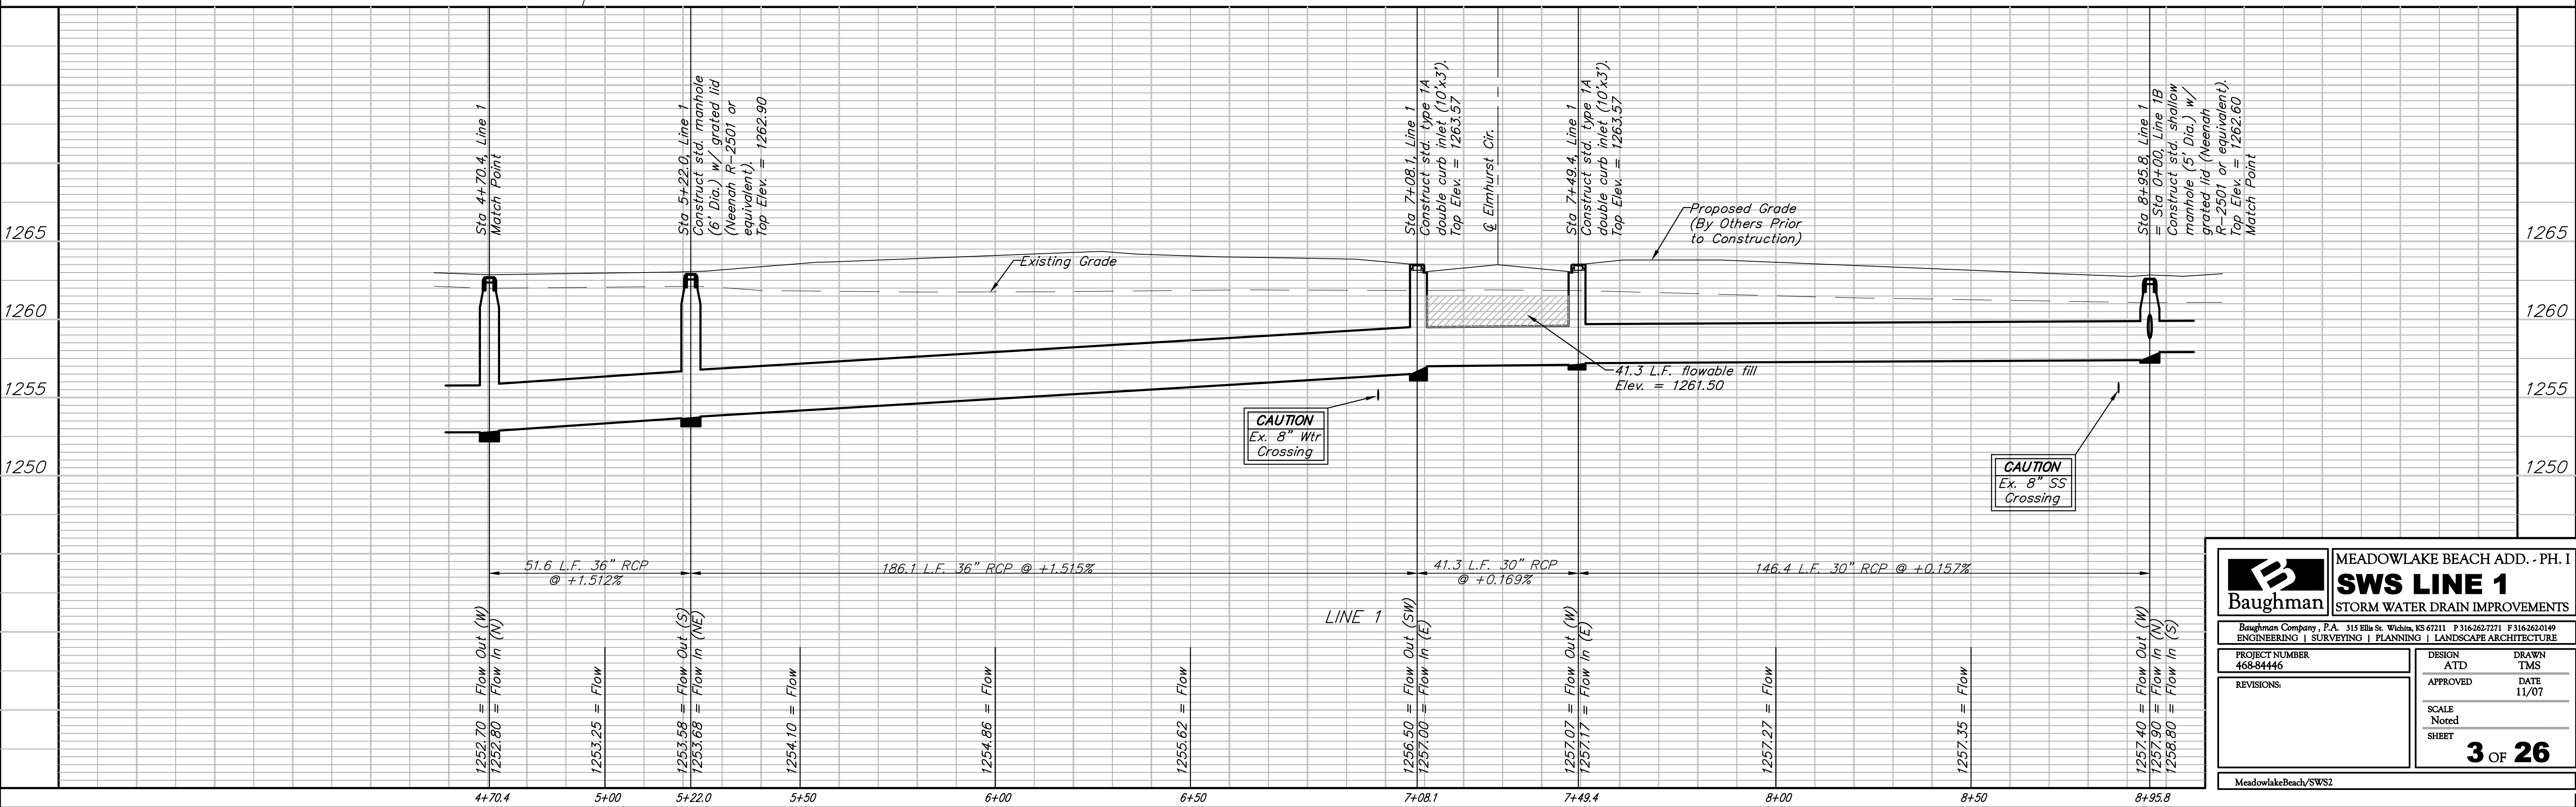 Sta 4+70.4, Line 1
Match Point
Sta 5+22.0, Line 1
Construct std. manhole
(6' Dia.) w/ grated lid
(Neenah R-2501 or
equivalent).
Top Elev. = 1262.90
Sta 7+08.1, Line 1
Construct std. type 1A
double curb inlet (10'x3').
Top Elev. = 1263.57
℄ Elmhurst Cir.
Sta 7+49.4, Line 1
Construct std. type 1A
double curb inlet (10'x3').
Top Elev. = 1263.57
Sta 8+95.8, Line 1
= Sta 0+00, Line 1B
Construct std. shallow
manhole (5' Dia.) w/
grated lid (Neenah
R-2501 or equivalent).
Top Elev. = 1262.60
Match Point
1265
1260
1255
1250
1265
1260
1255
1250
Existing Grade
Proposed Grade
(By Others Prior
to Construction)
41.3 L.F. flowable fill
Elev. = 1261.50
CAUTION
Ex. 8" Wtr
Crossing
CAUTION
Ex. 8" SS
Crossing
51.6 L.F. 36" RCP
@ +1.512%
186.1 L.F. 36" RCP @ +1.515%
41.3 L.F. 30" RCP
@ +0.169%
146.4 L.F. 30" RCP @ +0.157%
LINE 1
1252.70 = Flow Out (W)
1252.80 = Flow In (N)
1253.25 = Flow
1253.58 = Flow Out (S)
1253.68 = Flow In (NE)
1254.10 = Flow
1254.86 = Flow
1255.62 = Flow
1256.50 = Flow Out (SW)
1257.00 = Flow In (E)
1257.07 = Flow Out (W)
1257.17 = Flow In (E)
1257.27 = Flow
1257.35 = Flow
1257.40 = Flow Out (W)
1257.90 = Flow In (N)
1258.80 = Flow In (S)
4+70.4
5+00
5+22.0
5+50
6+00
6+50
7+08.1
7+49.4
8+00
8+50
8+95.8
B
Baughman
MEADOWLAKE BEACH ADD. - PH. I
SWS LINE 1
STORM WATER DRAIN IMPROVEMENTS
Baughman Company, P.A. 315 Ellis St. Wichita, KS 67211 P 316-262-7271 F 316-262-0149
ENGINEERING | SURVEYING | PLANNING | LANDSCAPE ARCHITECTURE
PROJECT NUMBER
468-84446
REVISIONS:
DESIGN
ATD
DRAWN
TMS
APPROVED
DATE
11/07
SCALE
Noted
SHEET
3 OF 26
MeadowlakeBeach/SWS2